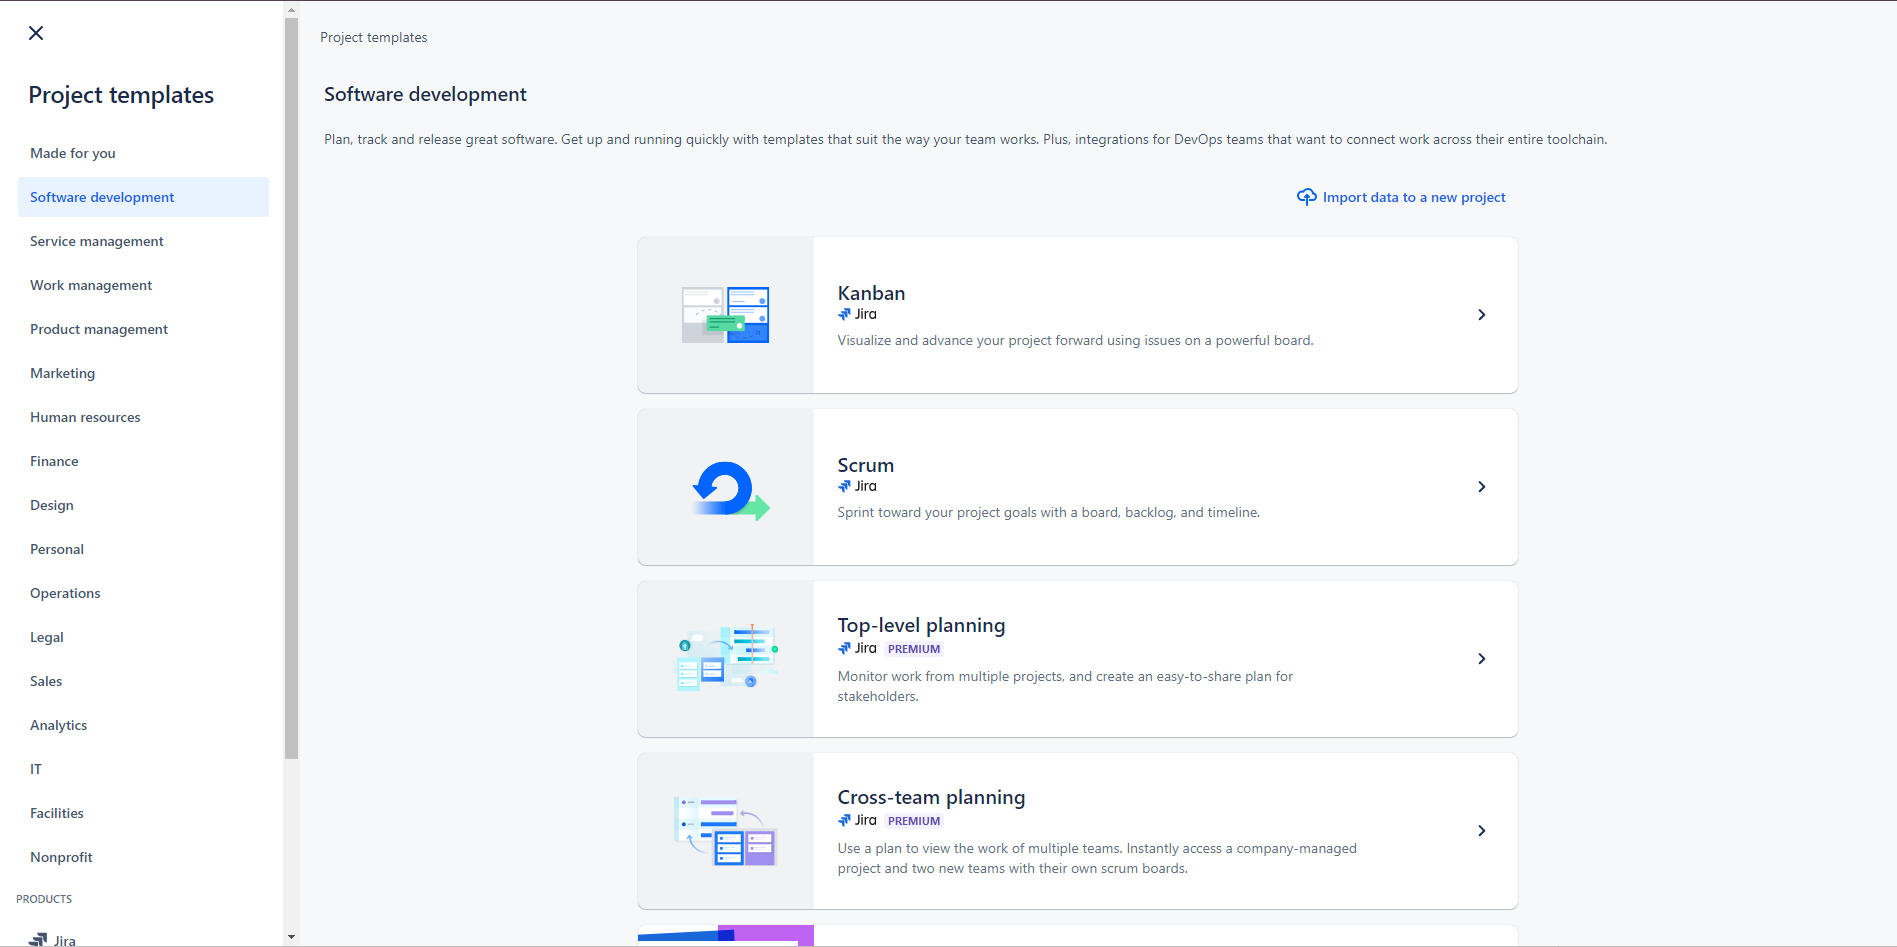 Project templates
Made for you
Software development
Service management
Work management
Product management
Marketing
Human resources
Finance
Design
Personal
Operations
Legal
Sales
Analytics
IT
Facilities
Nonprofit
PRODUCTS
Jira
Project templates
Software development
Plan, track and release great software. Get up and running quickly with templates that suit the way your team works. Plus, integrations for DevOps teams that want to connect work across their entire toolchain.
Import data to a new project
Kanban
Jira
Visualize and advance your project forward using issues on a powerful board.
Scrum
Jira
Sprint toward your project goals with a board, backlog, and timeline.
Top-level planning
Jira PREMIUM
Monitor work from multiple projects, and create an easy-to-share plan for
stakeholders.
Cross-team planning
Jira PREMIUM
Use a plan to view the work of multiple teams. Instantly access a company-managed
project and two new teams with their own scrum boards.